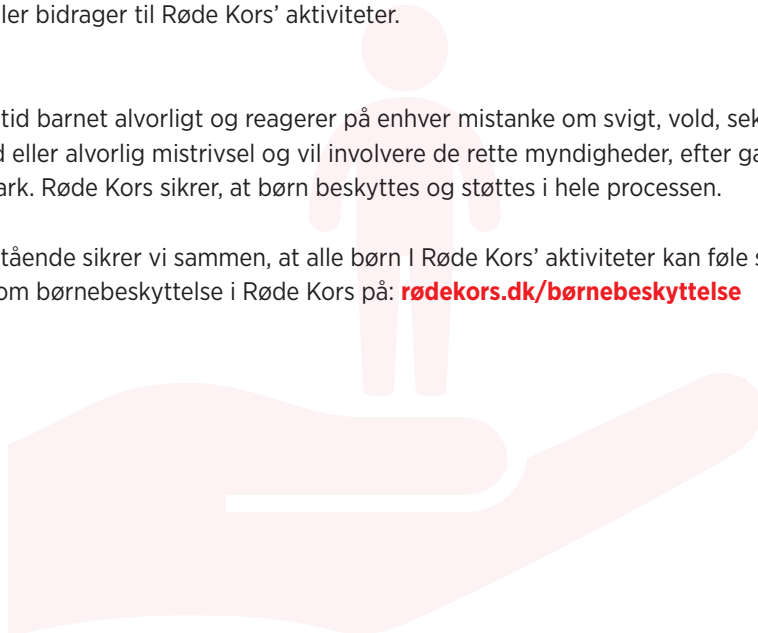 ler bidrager til Røde Kors’ aktiviteter.
tid barnet alvorligt og reagerer på enhver mistanke om svigt, vold, sek
d eller alvorlig mistrivsel og vil involvere de rette myndigheder, efter ga
ark. Røde Kors sikrer, at børn beskyttes og støttes i hele processen.
tående sikrer vi sammen, at alle børn I Røde Kors’ aktiviteter kan føle s
om børnebeskyttelse i Røde Kors på: rødekors.dk/børnebeskyttelse